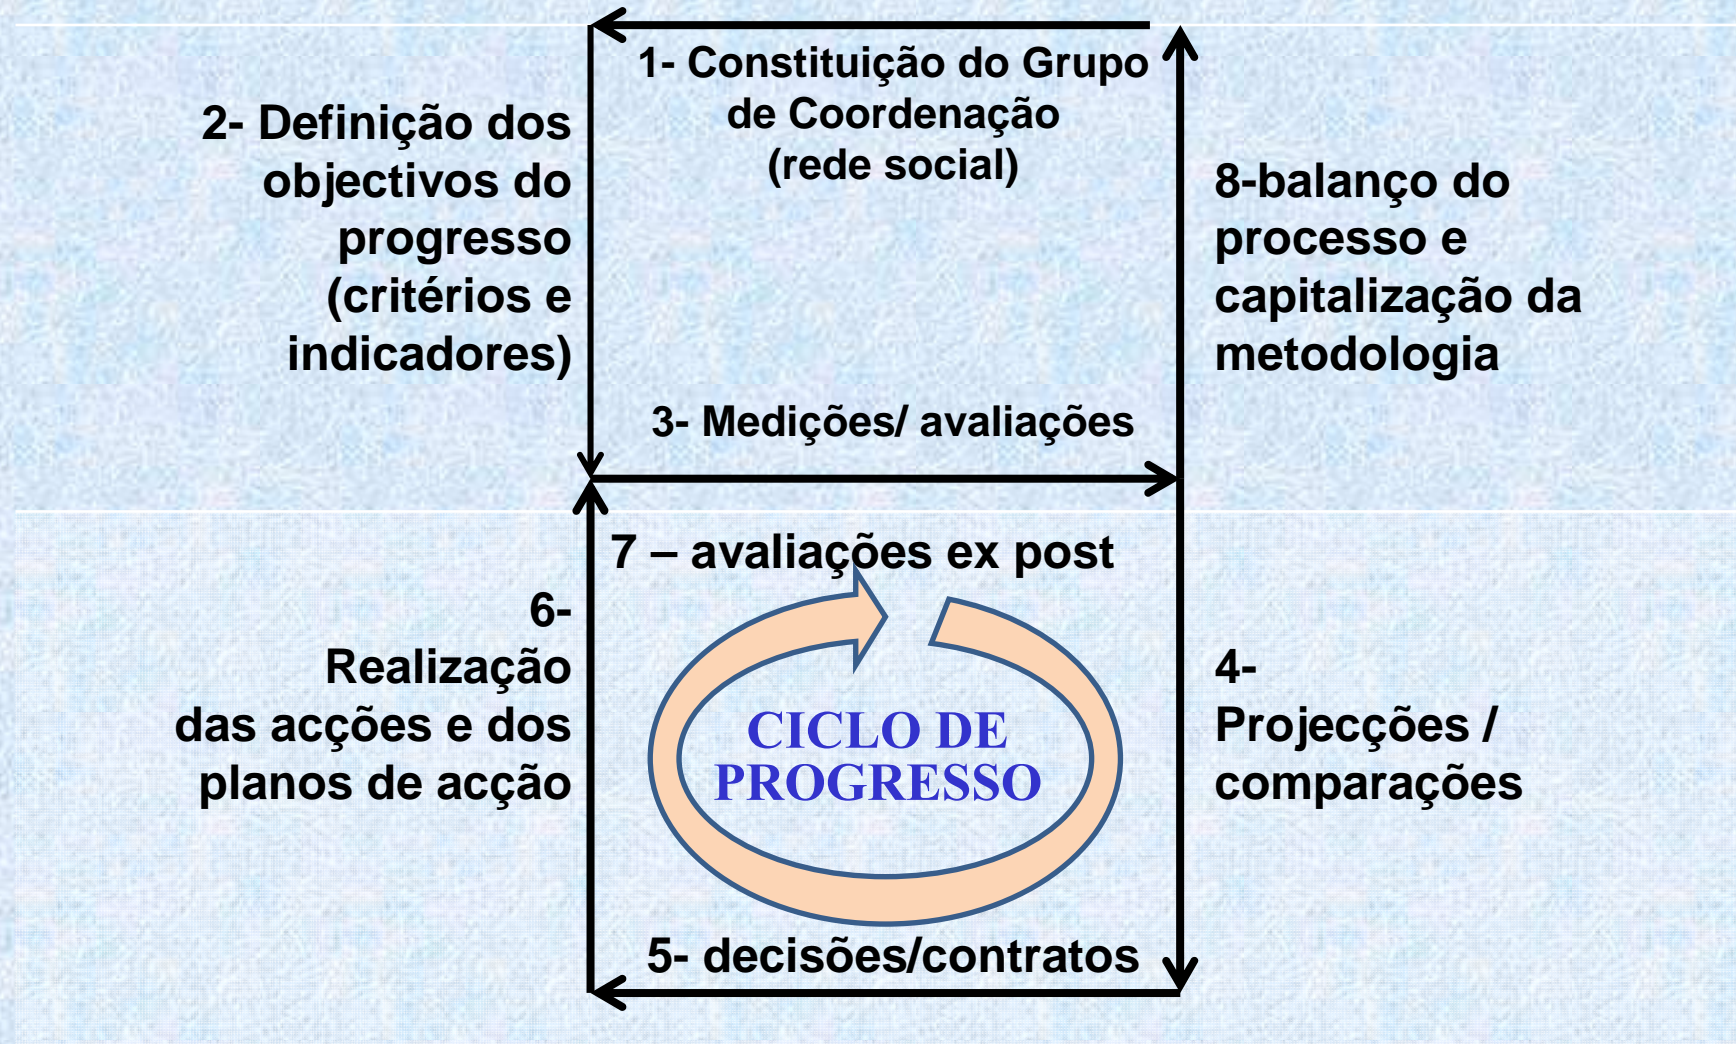 1- Constituição do Grupo
de Coordenação
(rede social)
2- Definição dos
objectivos do
progresso
(critérios e
indicadores)
8-balanço do
processo e
capitalização da
metodologia
3- Medições/ avaliações
7 – avaliações ex post
6-
Realização
das acções e dos
planos de acção
CICLO DE
PROGRESSO
4-
Projecções /
comparações
5- decisões/contratos